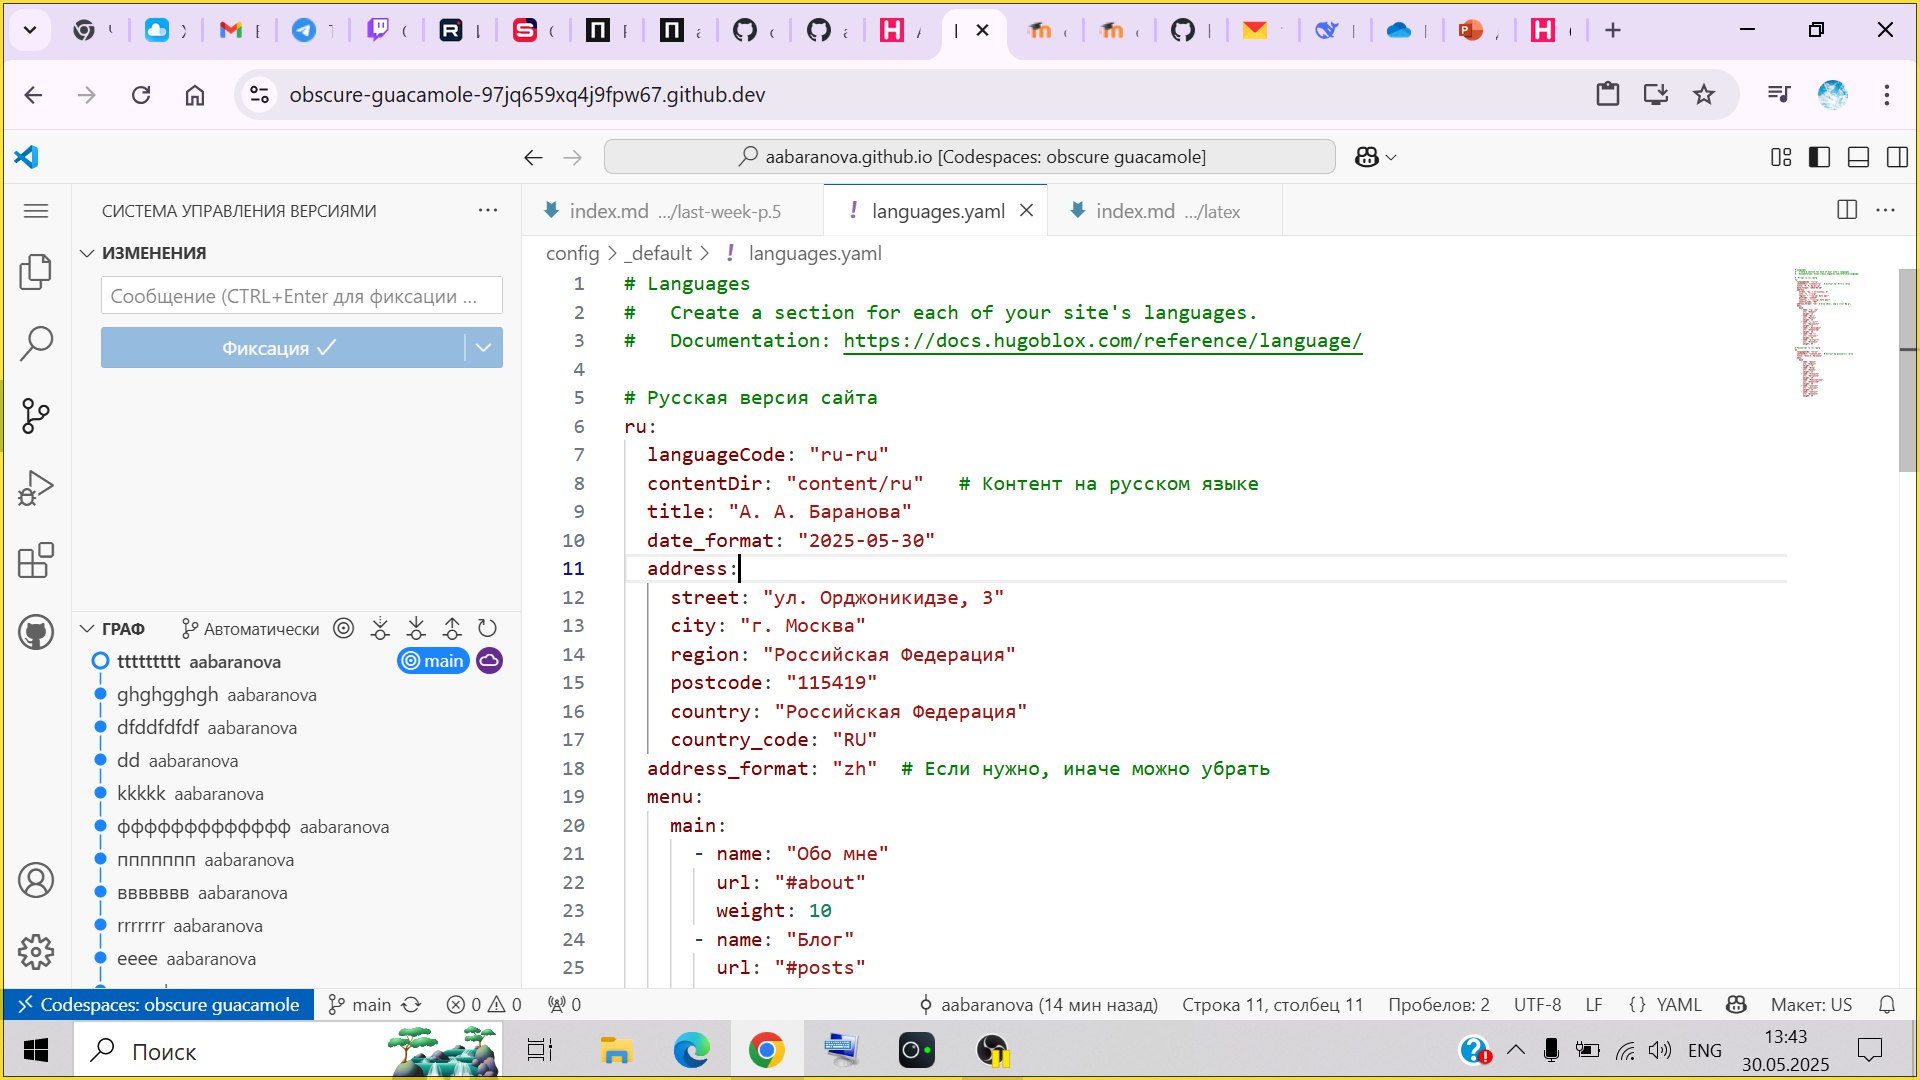 obscure-guacamole-97jq659xq4j9fpw67.github.dev
aabaranova.github.io [Codespaces: obscure guacamole]
СИСТЕМА УПРАВЛЕНИЯ ВЕРСИЯМИ
index.md .../last-week-p.5
languages.yaml
index.md .../latex
ИЗМЕНЕНИЯ
config > _default > ! languages.yaml
Сообщение (CTRL+Enter для фиксации ...
Фиксация
1 # Languages
2 #   Create a section for each of your site's languages.
3 #   Documentation: https://docs.hugoblox.com/reference/language/
4
5 # Русская версия сайта
6 ru:
7   languageCode: "ru-ru"
8   contentDir: "content/ru"   # Контент на русском языке
9   title: "А. А. Баранова"
10   date_format: "2025-05-30"
11   address:
12     street: "ул. Орджоникидзе, 3"
13     city: "г. Москва"
14     region: "Российская Федерация"
15     postcode: "115419"
16     country: "Российская Федерация"
17     country_code: "RU"
18   address_format: "zh"  # Если нужно, иначе можно убрать
19   menu:
20     main:
21       - name: "Обо мне"
22         url: "#about"
23         weight: 10
24       - name: "Блог"
25         url: "#posts"
ГРАФ Автоматически
ttttttttt aabaranova main
ghghgghgh aabaranova
dfddfdfdf aabaranova
dd aabaranova
kkkkk aabaranova
ффффффффффффф aabaranova
ппппппп aabaranova
ввввввв aabaranova
rrrrrrr aabaranova
eeee aabaranova
Codespaces: obscure guacamole main 0 0 0 aabaranova (14 мин назад) Строка 11, столбец 11 Пробелов: 2 UTF-8 LF {} YAML Макет: US
Поиск
ENG
13:43
30.05.2025